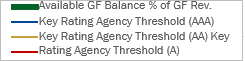 Available GF Balance % of GF Rev.
Key Rating Agency Threshold (AAA)
Key Rating Agency Threshold (AA) Key
Rating Agency Threshold (A)